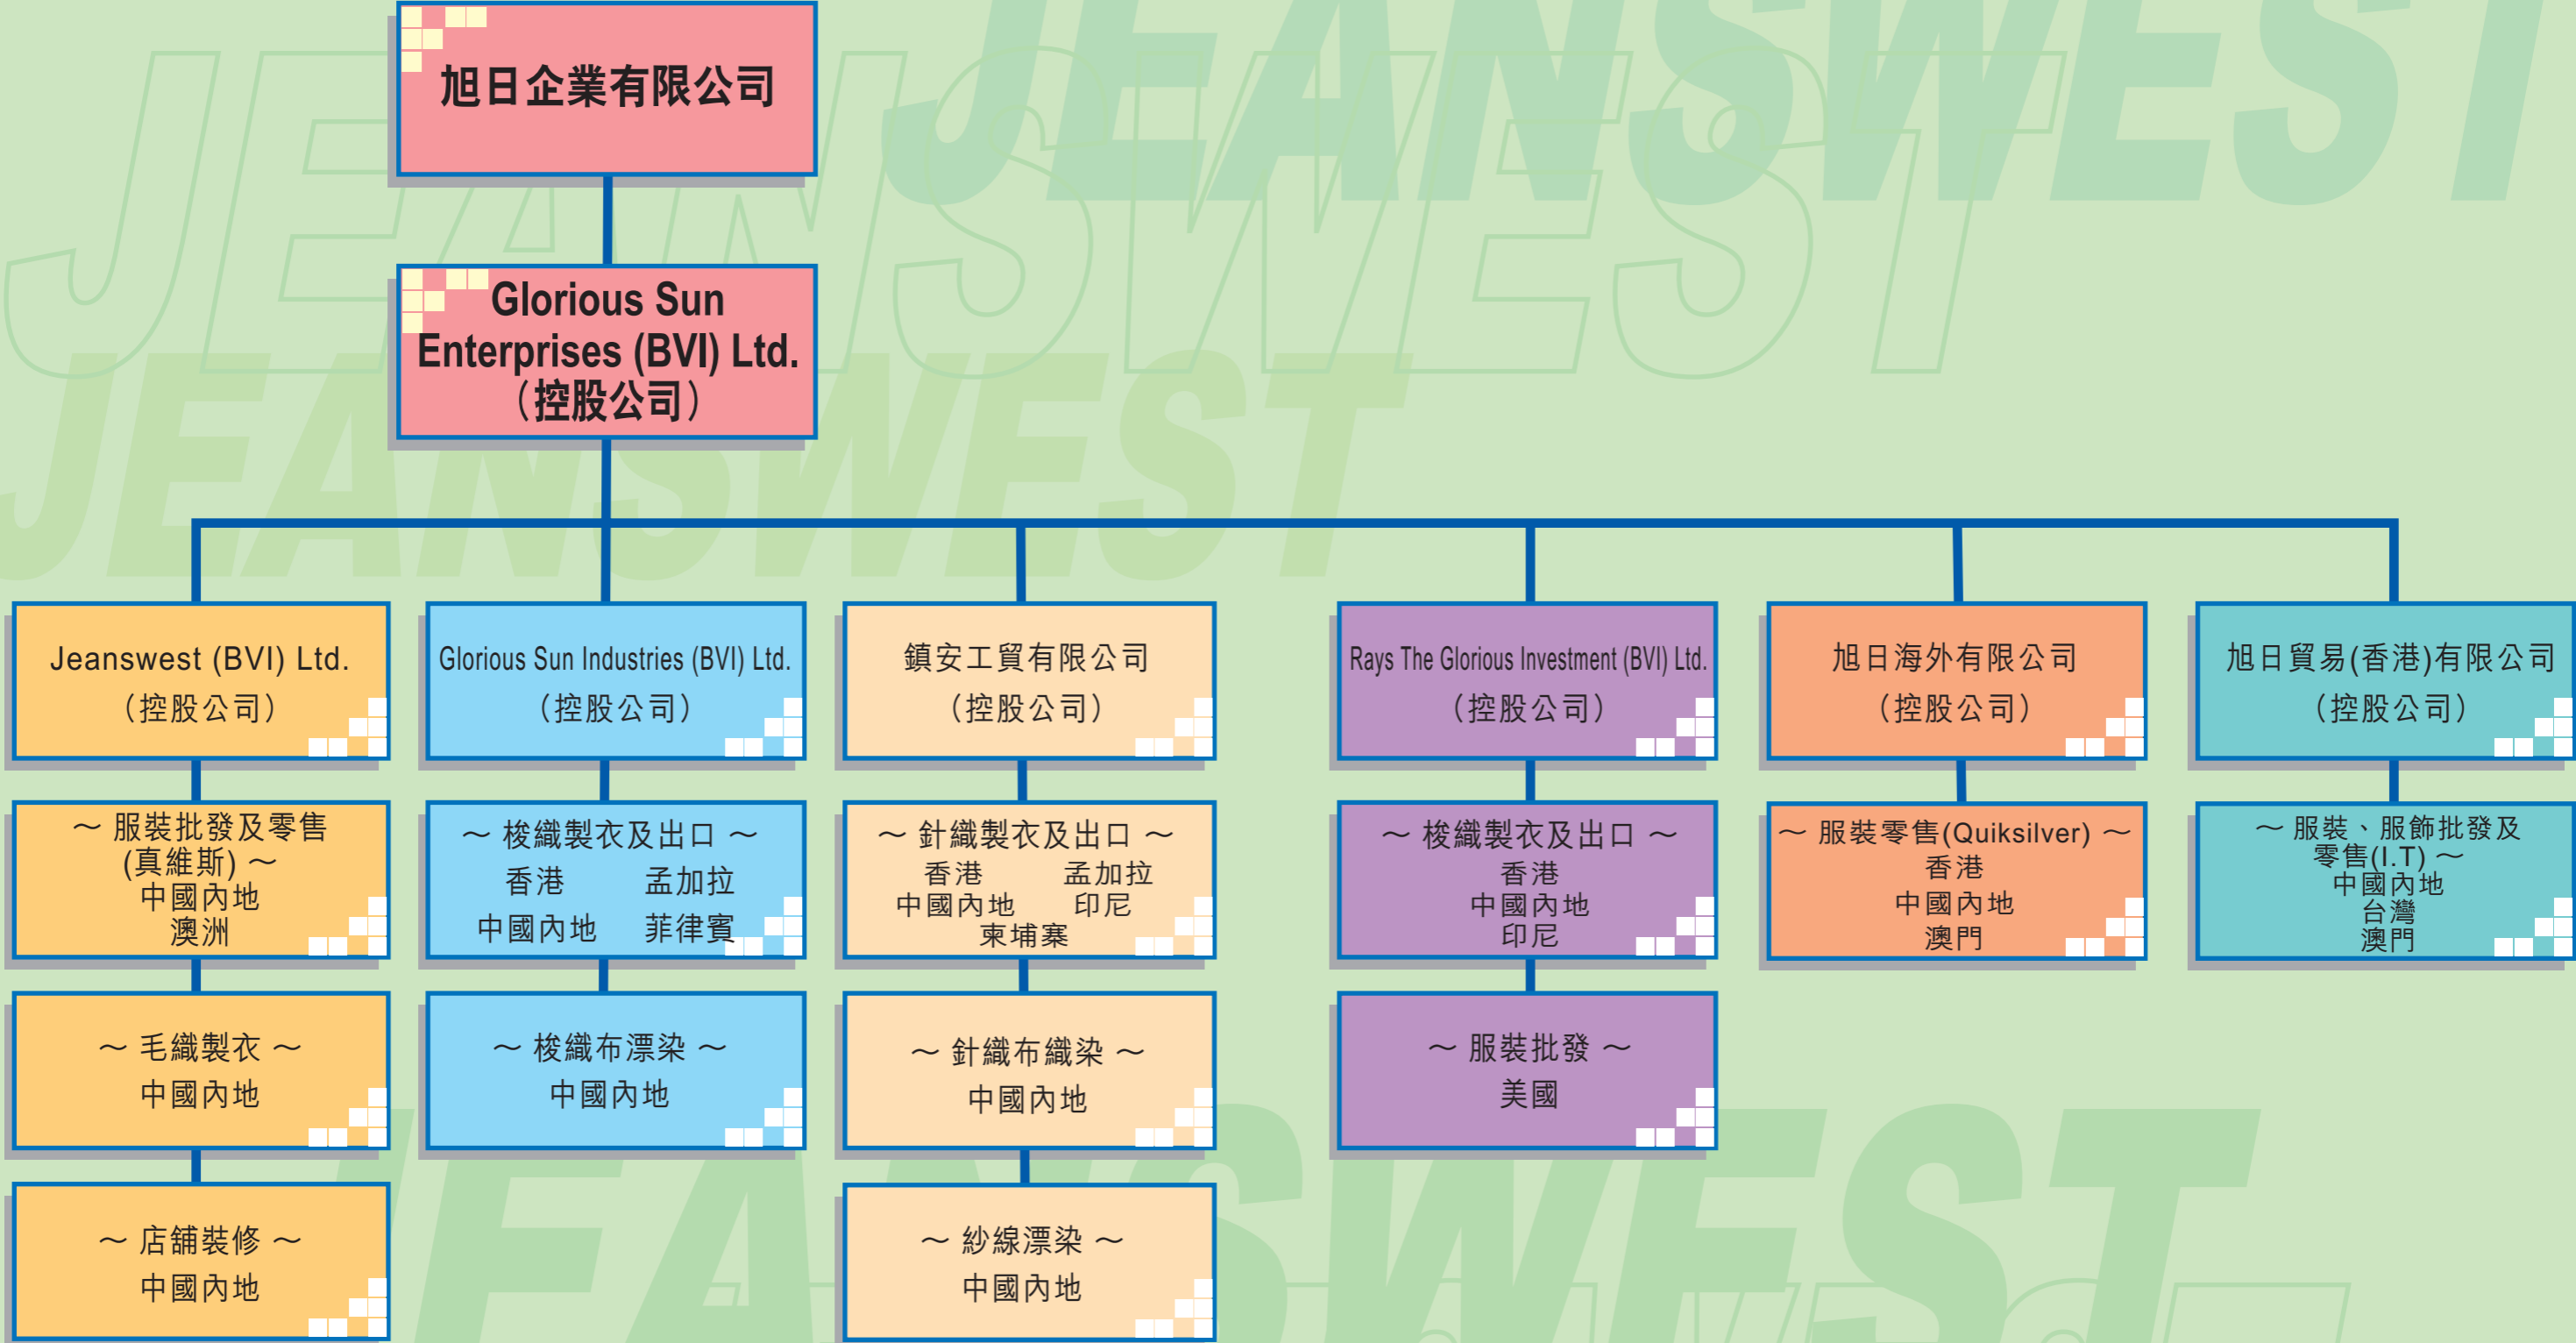 JEANSWEST
JEANSWEST
JEANSWEST
旭日企業有限公司
Glorious Sun
Enterprises (BVI) Ltd.
（控股公司）
Jeanswest (BVI) Ltd.
（控股公司）
～ 服裝批發及零售
(真維斯) ～
中國內地
澳洲
～ 毛織製衣 ～
中國內地
～ 店舖裝修 ～
中國內地
Glorious Sun Industries (BVI) Ltd.
（控股公司）
～ 梭織製衣及出口 ～
香港 孟加拉
中國內地 菲律賓
～ 梭織布漂染 ～
中國內地
鎮安工貿有限公司
（控股公司）
～ 針織製衣及出口 ～
香港 孟加拉
中國內地 印尼
柬埔寨
～ 針織布織染 ～
中國內地
～ 紗線漂染 ～
中國內地
Rays The Glorious Investment (BVI) Ltd.
（控股公司）
～ 梭織製衣及出口 ～
香港
中國內地
印尼
～ 服裝批發 ～
美國
旭日海外有限公司
（控股公司）
～ 服裝零售(Quiksilver) ～
香港
中國內地
澳門
旭日貿易(香港)有限公司
（控股公司）
～ 服裝、服飾批發及
零售(I.T) ～
中國內地
台灣
澳門
JEANSWEST